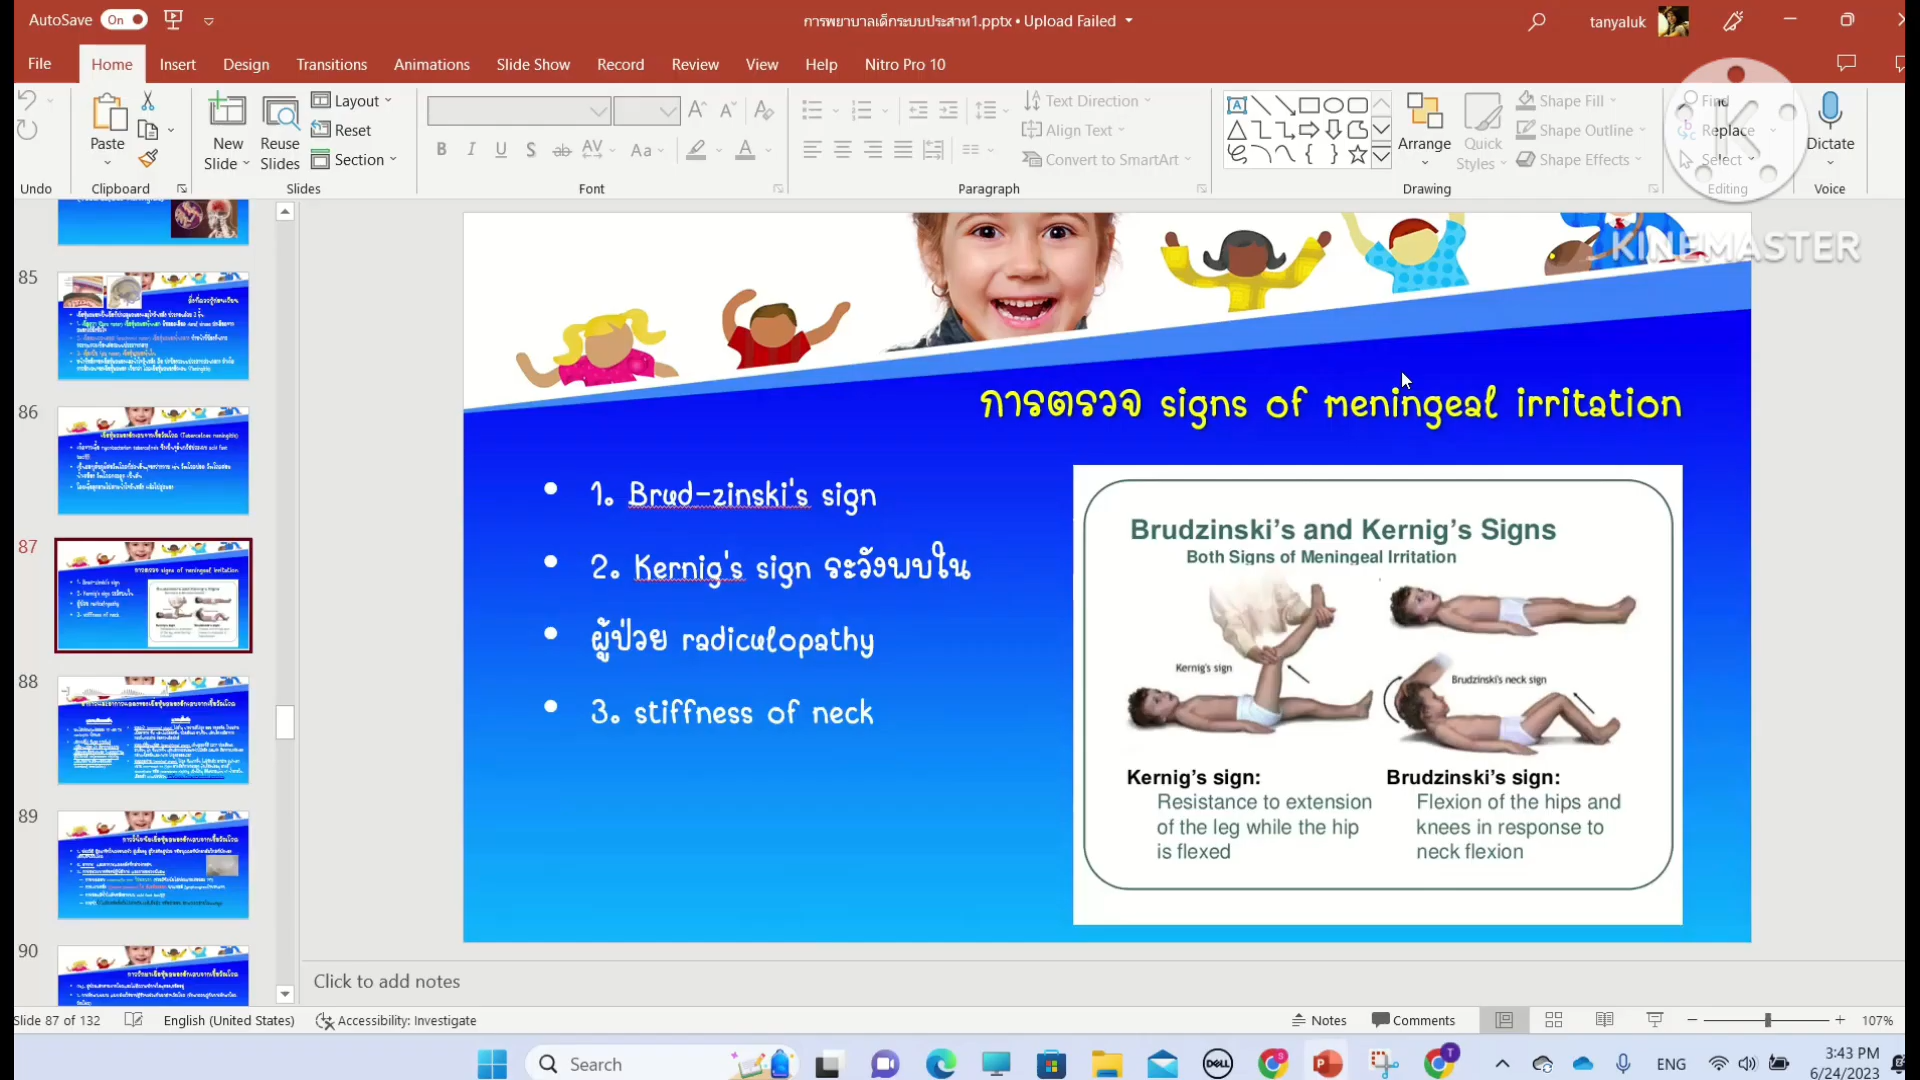 AutoSave On
การพยาบาลเด็กระบบประสาท1.pptx • Upload Failed
tanyaluk
File Home Insert Design Transitions Animations Slide Show Record Review View Help Nitro Pro 10
Paste
New Slide
Reuse Slides
Layout
Reset
Section
Text Direction
Align Text
Convert to SmartArt
Arrange
Quick Styles
Shape Fill
Shape Outline
Shape Effects
Find
Replace
Select
Dictate
Undo Clipboard Slides Font Paragraph Drawing Editing Voice
KINEMASTER
85
86
87
88
89
90
การตรวจ signs of meningeal irritation
• 1. Brud-zinski's sign
• 2. Kernig's sign ระวังพบใน
• ผู้ป่วย radiculopathy
• 3. stiffness of neck
Brudzinski's and Kernig's Signs
Both Signs of Meningeal Irritation
Kernig's sign
Brudzinski's neck sign
Kernig's sign:
Resistance to extension
of the leg while the hip
is flexed
Brudzinski's sign:
Flexion of the hips and
knees in response to
neck flexion
Click to add notes
Slide 87 of 132 English (United States) Accessibility: Investigate Notes Comments 107%
Search
DELL
ENG
3:43 PM
6/24/2023